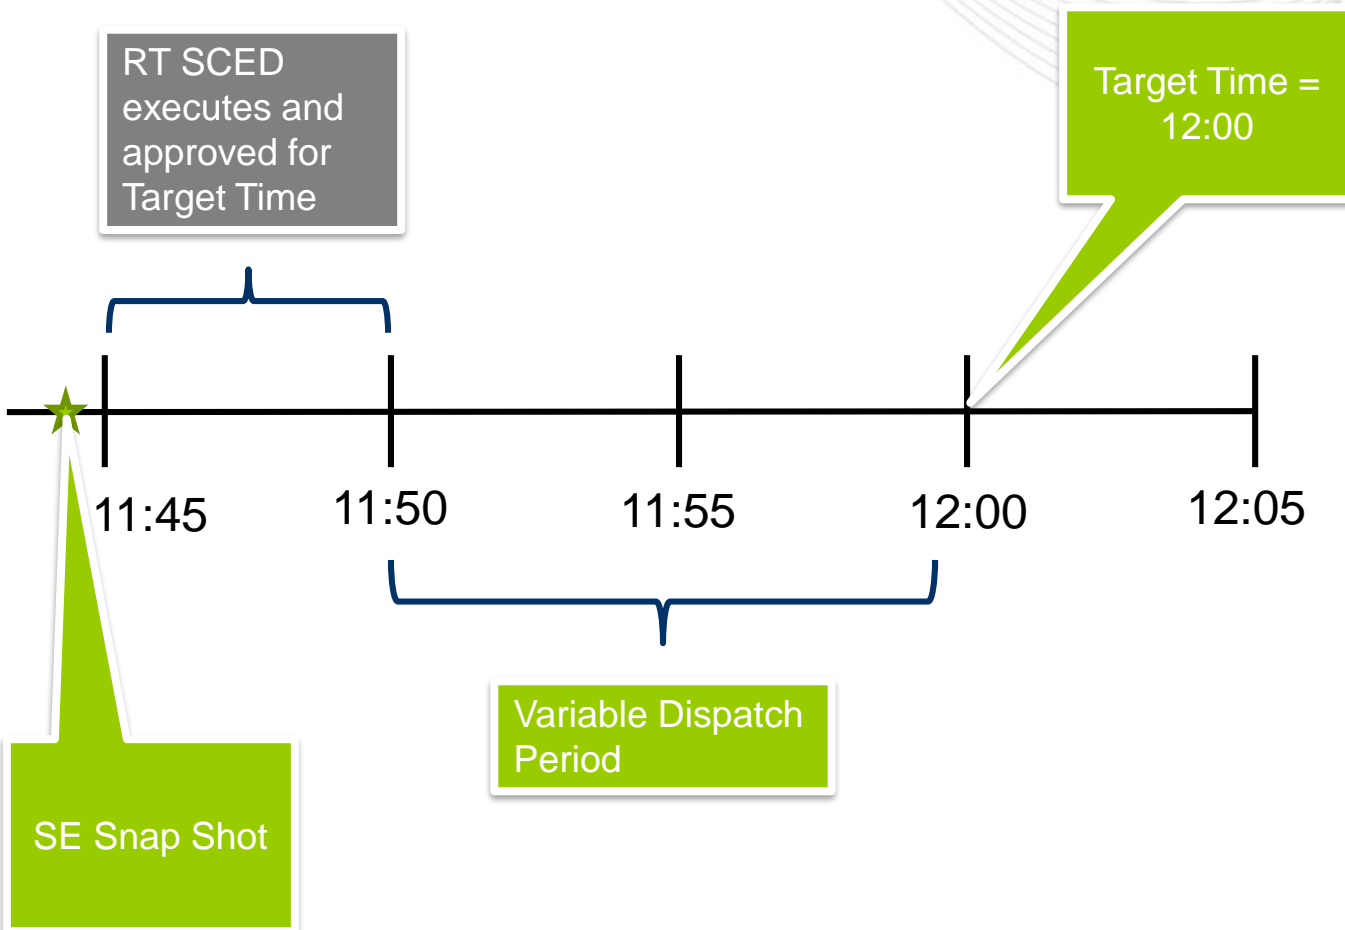 RT SCED
executes and
approved for
Target Time
Target Time =
12:00
11:45
11:50
11:55
12:00
12:05
Variable Dispatch
Period
SE Snap Shot